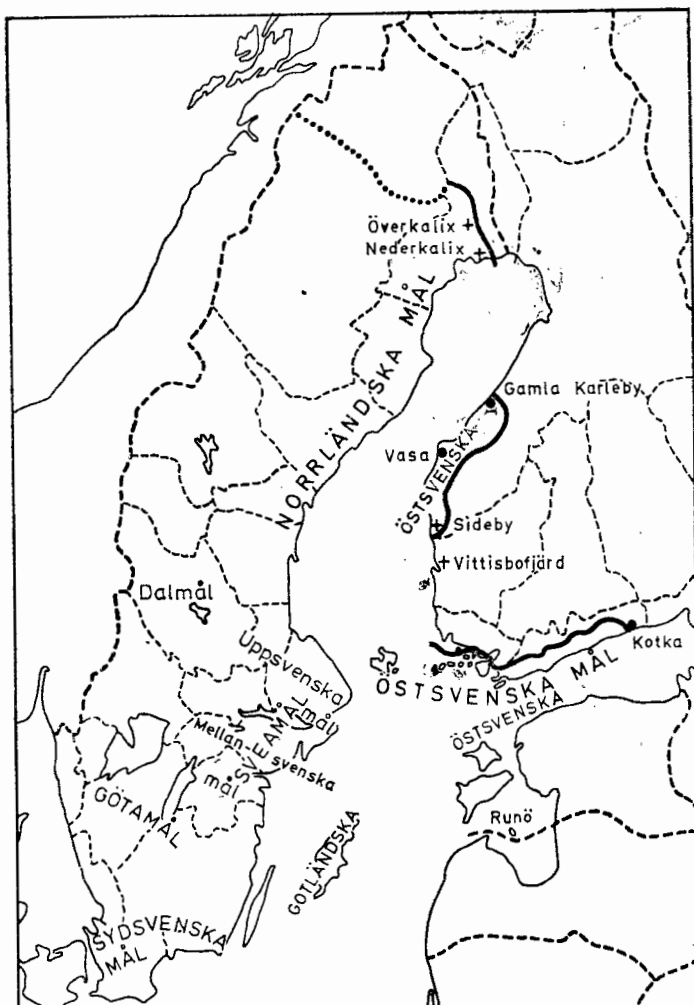 Överkalix
Nederkalix
NORRLÄNDSKA MÅL
Gamla Karleby
Vasa
ÖSTSVENSKA
Sideby
Vittisbofjärd
Dalmål
Kotka
Uppsvenska
mål
ÖSTSVENSKA MÅL
ÖSTSVENSKA
SVEAMÅL
Mellan-
svenska
mål
GÖTAMÅL
Runö
GOTLÄNDSKA
SYDSVENSKA
MÅL